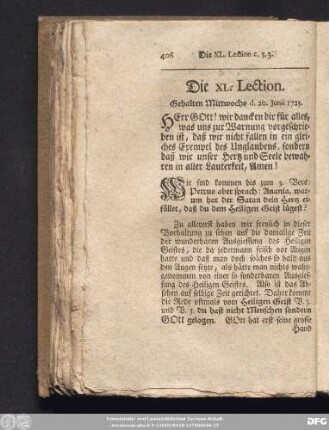 406 Die XL. Lection c. 5. 3.
Die XL. Lection.
Gehalten Mittwochs d. 20. Junii 1725.
HErr GOtt! wir dancken dir für alles,
was uns zur Warnung vorgeschrie-
ben ist, daß wir nicht fallen in ein glei-
ches Exempel des Unglaubens, sondern
daß wir unser Hertz und Seele bewah-
ren in aller Lauterkeit, Amen!
Wir sind kommen bis zum 3. Vers:
Petrus aber sprach: Anania, war-
um hat der Satan dein Hertz er-
füllet, daß du dem Heiligen Geist lügest?
Zu allererst haben wir freylich in dieser
Vorhaltung zu sehen auf die damalige Zeit
der wunderbaren Ausgiessung des Heiligen
Geistes, die da jedermann frisch vor Augen
hatte und daß man doch solches so bald aus
den Augen setzte, als hätte man nichts wahr-
genommen von einer so sonderbaren Ausgies-
sung des Heiligen Geistes. Also ist das Ab-
sehen auf selbige Zeit gerichtet. Daher kommt
die Rede oftmals vom Heiligen Geist V. 3.
und V. 5. du hast nicht Menschen sondern
GOtt gelogen. GOtt hat erst seine grosse
Hand